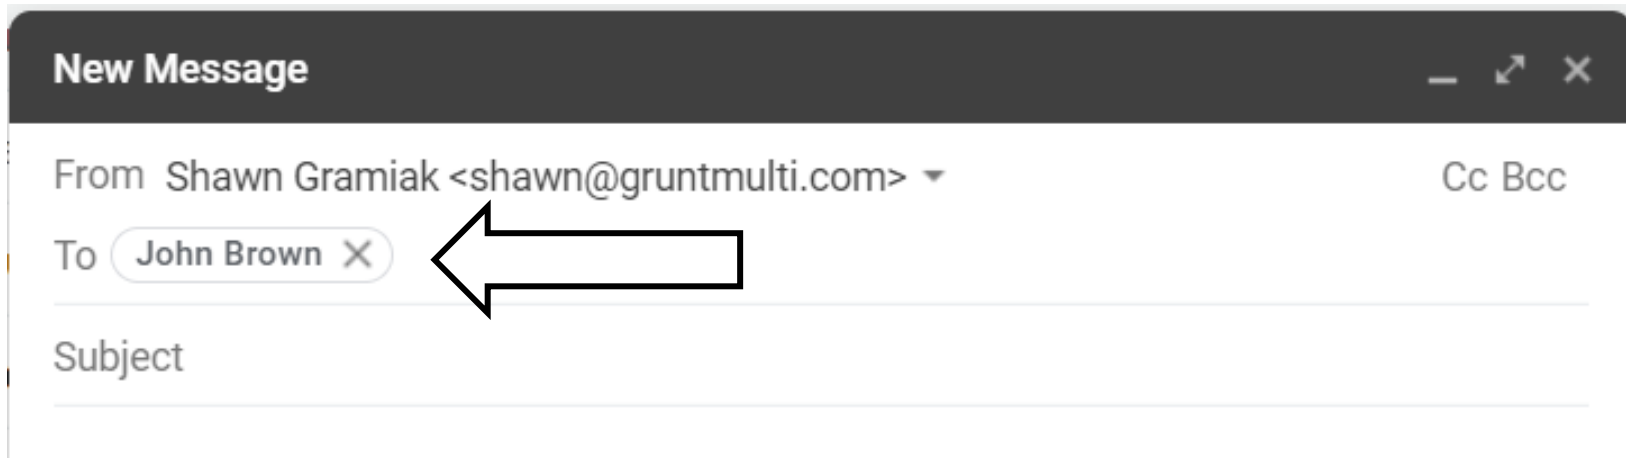 New Message
From Shawn Gramiak <shawn@gruntmulti.com> Cc Bcc
To John Brown
Subject